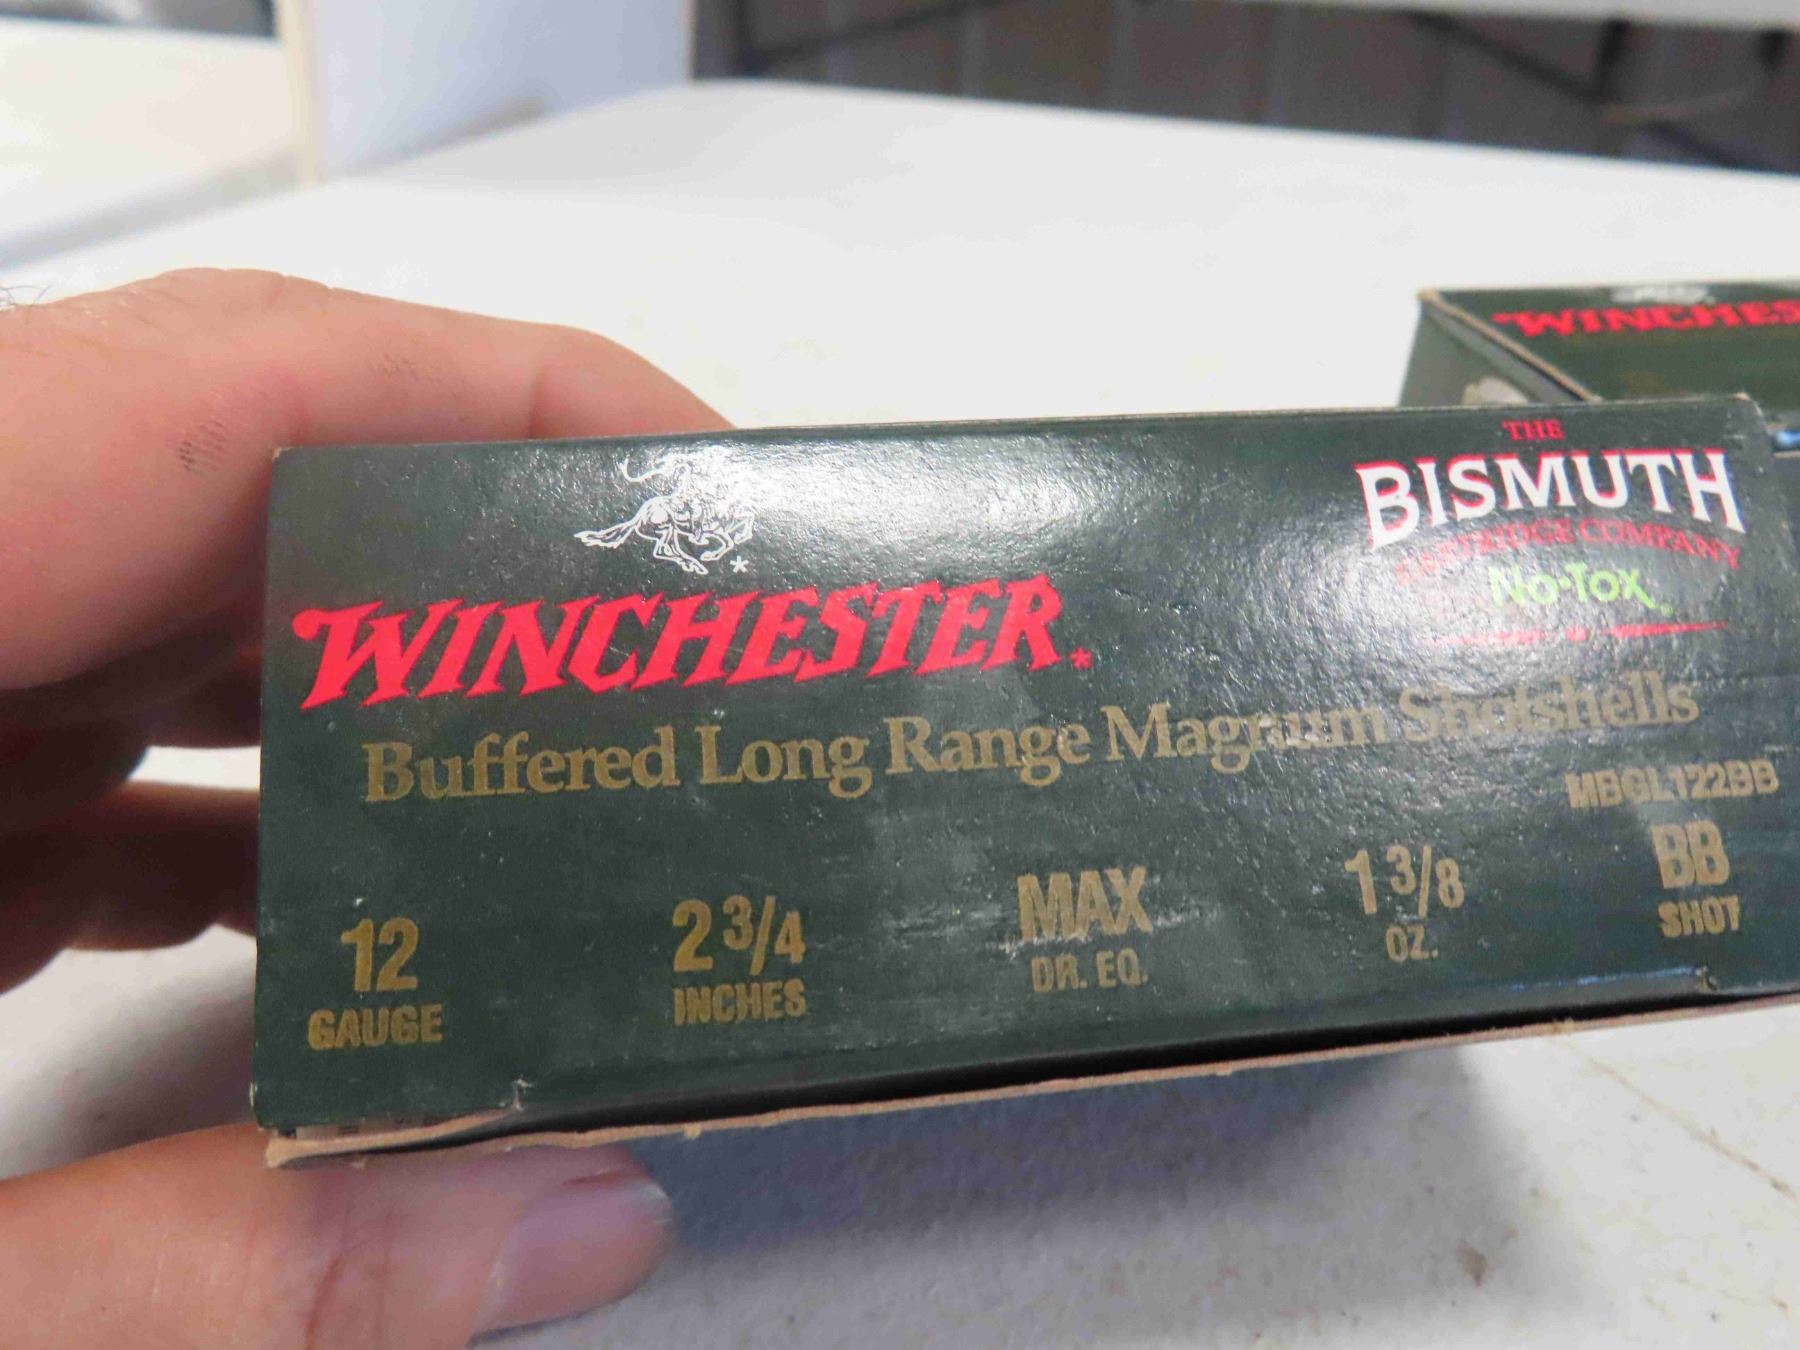 WINCHES
THE
BISMUTH
CARTRIDGE COMPANY
No-Tox.
WINCHESTER.
Buffered Long Range Magnum Shotshells
MBGL122BB
12 GAUGE
2 3/4 INCHES
MAX DR. EQ.
1 3/8 OZ.
BB SHOT